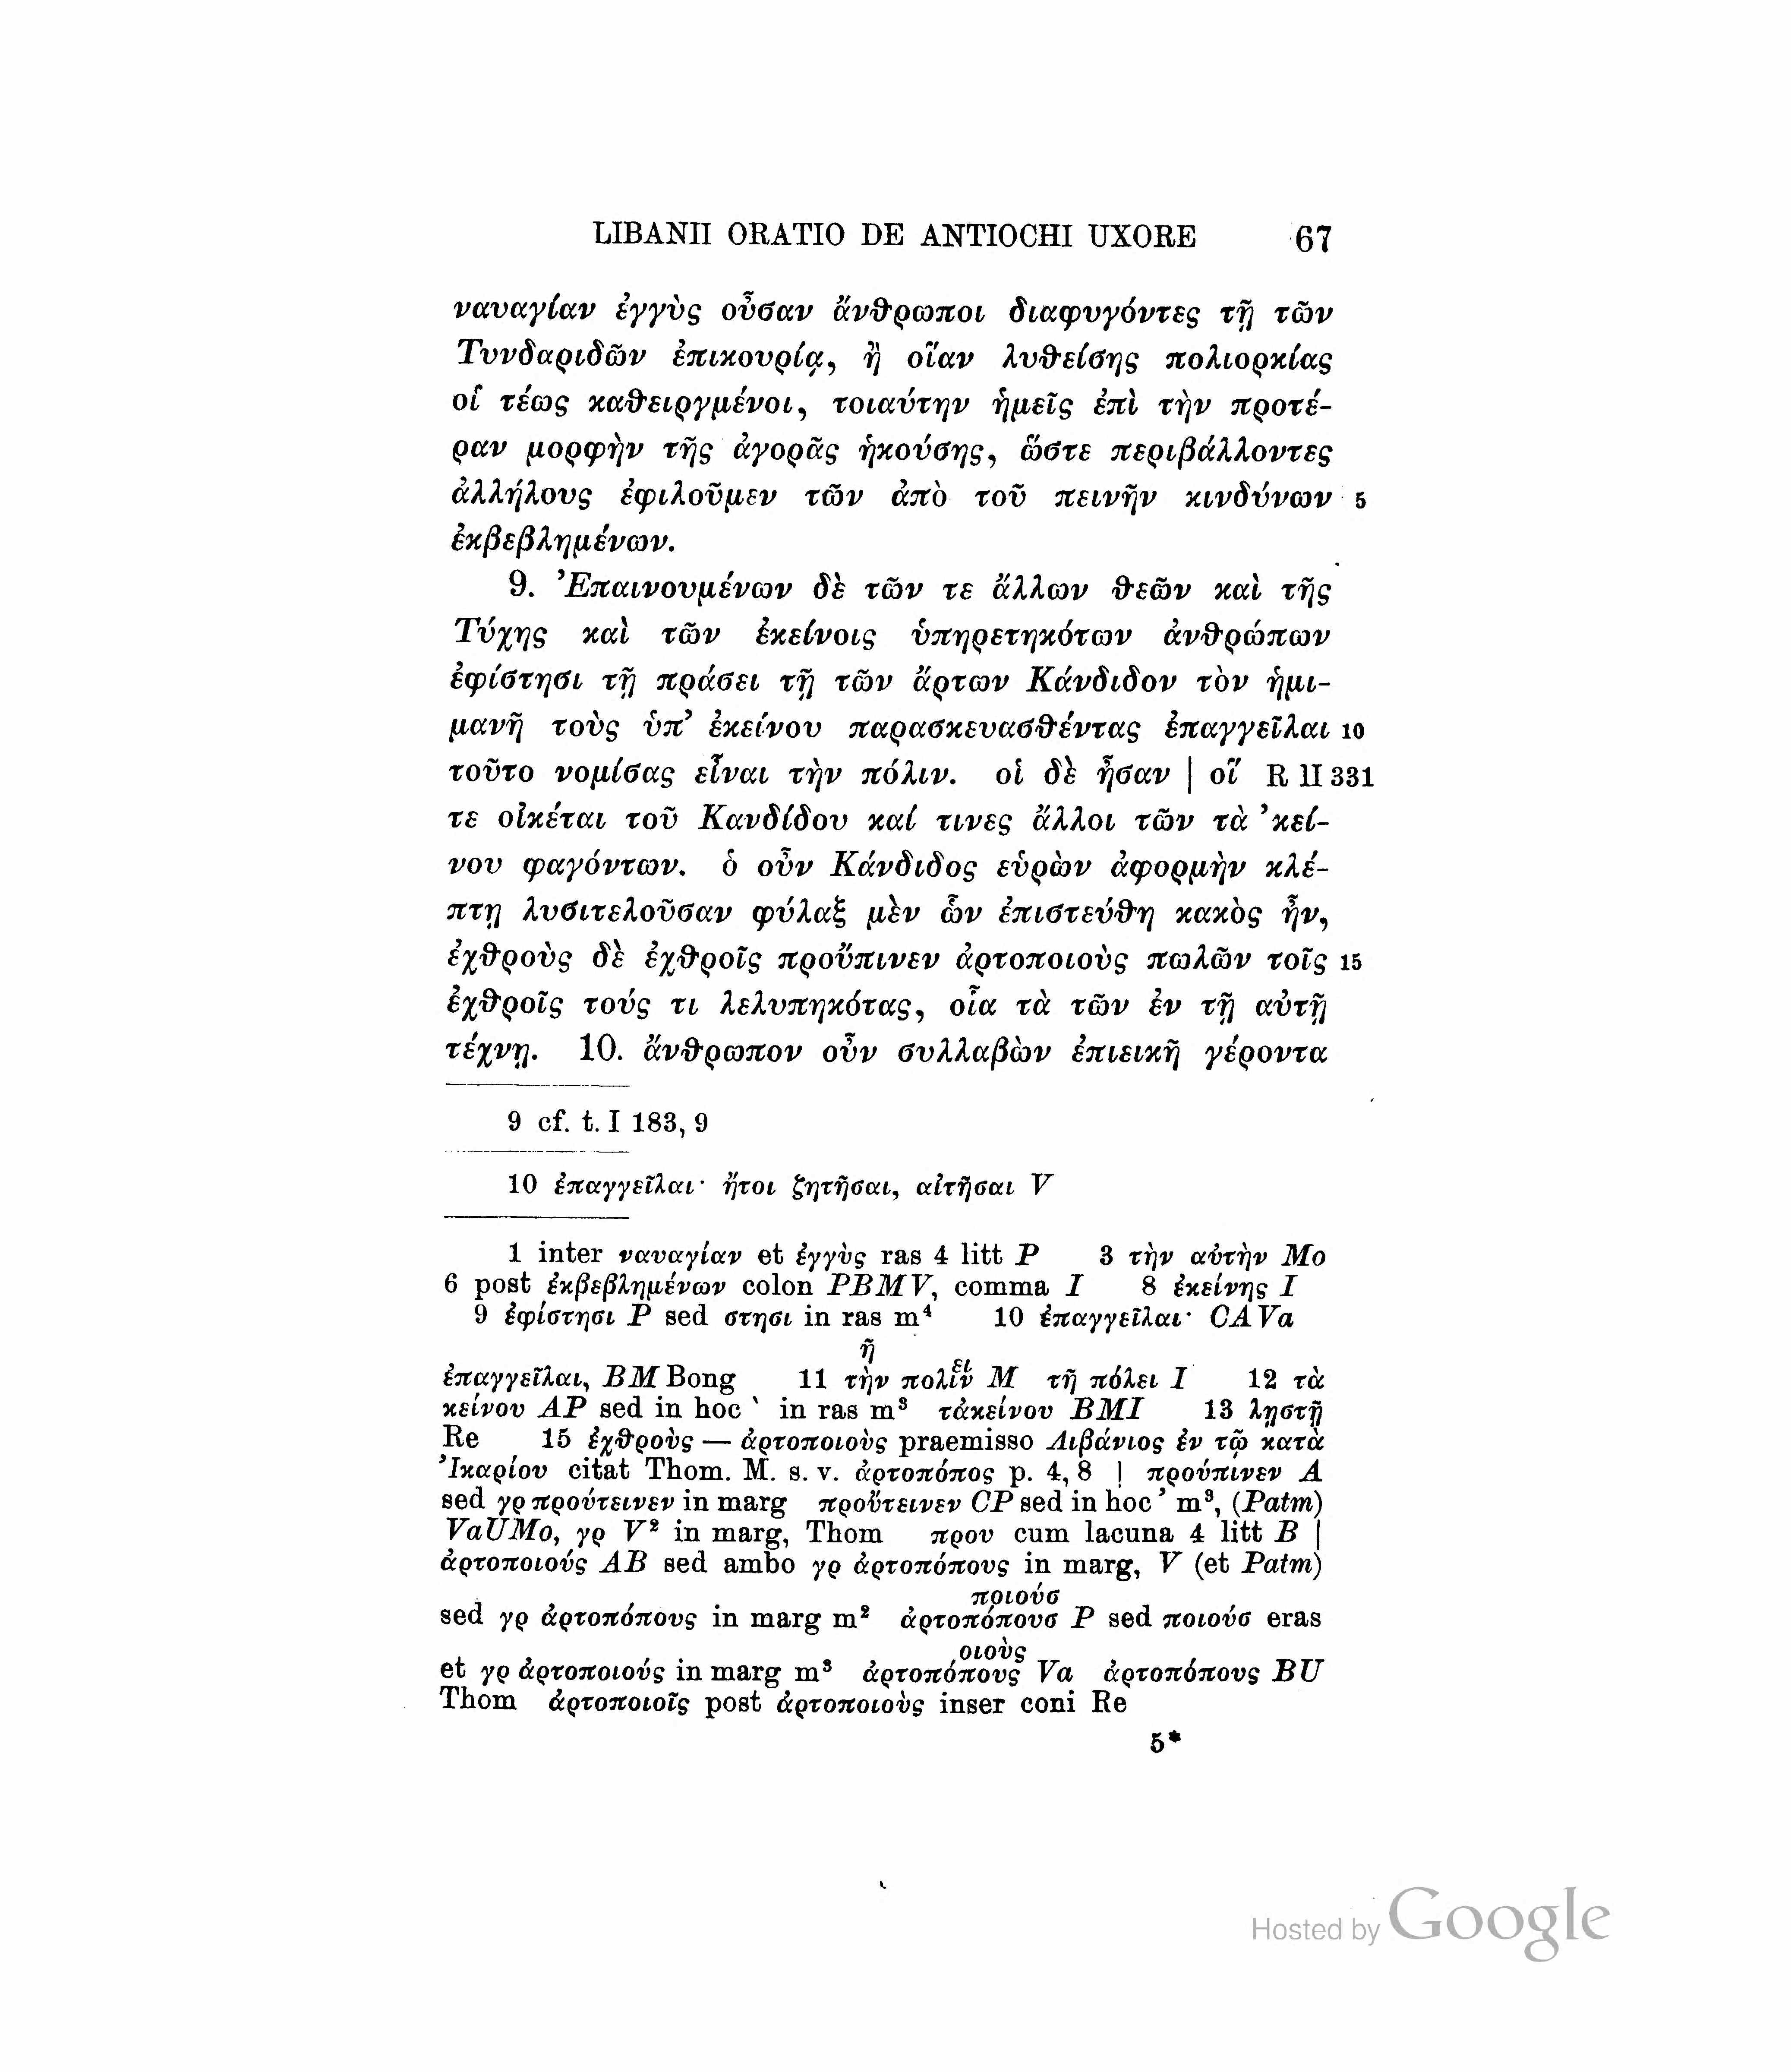 LIBANII ORATIO DE ANTIOCHI UXORE 67
ναυαγίαν ἐγγὺς οὖσαν ἄνθρωποι διαφυγόντες τῇ τῶν
Τυνδαριδῶν ἐπικουρίᾳ, ἢ οἵαν λυθείσης πολιορκίας
οἱ τέως καθειργμένοι, τοιαύτην ἡμεῖς ἐπὶ τὴν προτέ-
ραν μορφὴν τῆς ἀγορᾶς ἡκούσης, ὥστε περιβάλλοντες
ἀλλήλους ἐφιλοῦμεν τῶν ἀπὸ τοῦ πεινῆν κινδύνων 5
ἐκβεβλημένων.
9. Ἐπαινουμένων δὲ τῶν τε ἄλλων θεῶν καὶ τῆς
Τύχης καὶ τῶν ἐκείνοις ὑπηρετηκότων ἀνθρώπων
ἐφίστησι τῇ πράσει τῇ τῶν ἄρτων Κάνδιδον τὸν ἡμι-
μανῆ τοὺς ὑπ’ ἐκείνου παρασκευασθέντας ἐπαγγεῖλαι 10
τοῦτο νομίσας εἶναι τὴν πόλιν. οἱ δὲ ἦσαν | οἵ R II 331
τε οἰκέται τοῦ Κανδίδου καί τινες ἄλλοι τῶν τὰ ’κεί-
νου φαγόντων. ὁ οὖν Κάνδιδος εὑρὼν ἀφορμὴν κλέ-
πτῃ λυσιτελοῦσαν φύλαξ μὲν ὧν ἐπιστεύθη κακὸς ἦν,
ἐχθροὺς δὲ ἐχθροῖς προὔπινεν ἀρτοποιοὺς πωλῶν τοῖς 15
ἐχθροῖς τούς τι λελυπηκότας, οἷα τὰ τῶν ἐν τῇ αὐτῇ
τέχνῃ. 10. ἄνθρωπον οὖν συλλαβὼν ἐπιεικῆ γέροντα
9 cf. t. I 183, 9
10 ἐπαγγεῖλαι· ἤτοι ζητῆσαι, αἰτῆσαι V
1 inter ναυαγίαν et ἐγγὺς ras 4 litt P 3 τὴν αὐτὴν Mo
6 post ἐκβεβλημένων colon PBMV, comma I 8 ἐκείνης I
9 ἐφίστησι P sed στησι in ras m⁴ 10 ἐπαγγεῖλαι· CAVa
ῆ ει
ἐπαγγεῖλαι, BM Bong 11 τὴν πολῖν M τῇ πόλει I 12 τὰ
κείνου AP sed in hoc ‵ in ras m³ τἀκείνου BMI 13 λῃστῇ
Re 15 ἐχθροὺς — ἀρτοποιοὺς praemisso Λιβάνιος ἐν τῷ κατὰ
Ἰκαρίου citat Thom. M. s. v. ἀρτοπόπος p. 4, 8 | προύπινεν A
sed γρ προύτεινεν in marg προὔτεινεν CP sed in hoc ’ m³, (Patm)
VaUMo, γρ V² in marg, Thom πρου cum lacuna 4 litt B |
ἀρτοποιούς AB sed ambo γρ ἀρτοπόπους in marg, V (et Patm)
ποιούσ
sed γρ ἀρτοπόπους in marg m² ἀρτοπόπουσ P sed ποιούσ eras
οιοὺς
et γρ ἀρτοποιούς in marg m³ ἀρτοπόπους Va ἀρτοπόπους BU
Thom ἀρτοποιοῖς post ἀρτοποιοὺς inser coni Re
5*
Hosted by Google